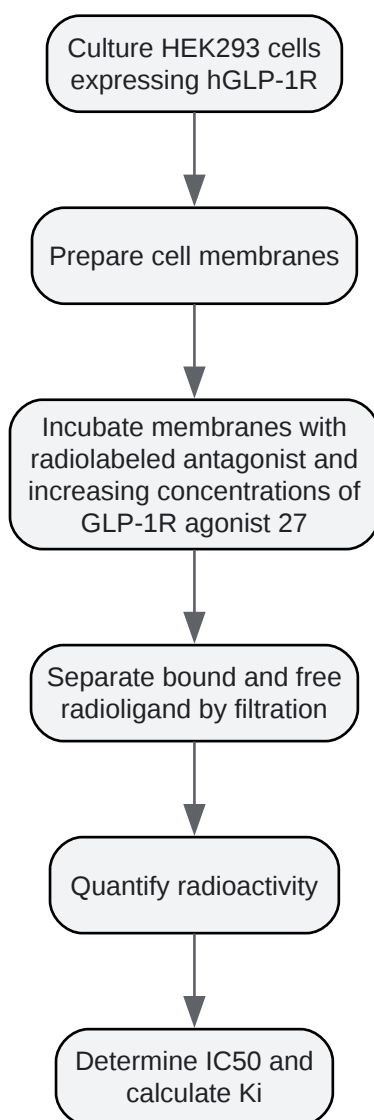 Culture HEK293 cells
expressing hGLP-1R
Prepare cell membranes
Incubate membranes with
radiolabeled antagonist and
increasing concentrations of
GLP-1R agonist 27
Separate bound and free
radioligand by filtration
Quantify radioactivity
Determine IC50 and
calculate Ki